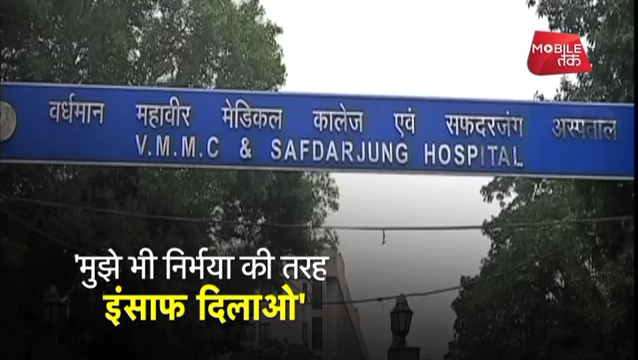 MOBILE
तक
वर्धमान महावीर मेडिकल कालेज एवं सफदरजंग अस्पताल
V.M.M.C & SAFDARJUNG HOSPITAL
'मुझे भी निर्भया की तरह
इंसाफ दिलाओ'